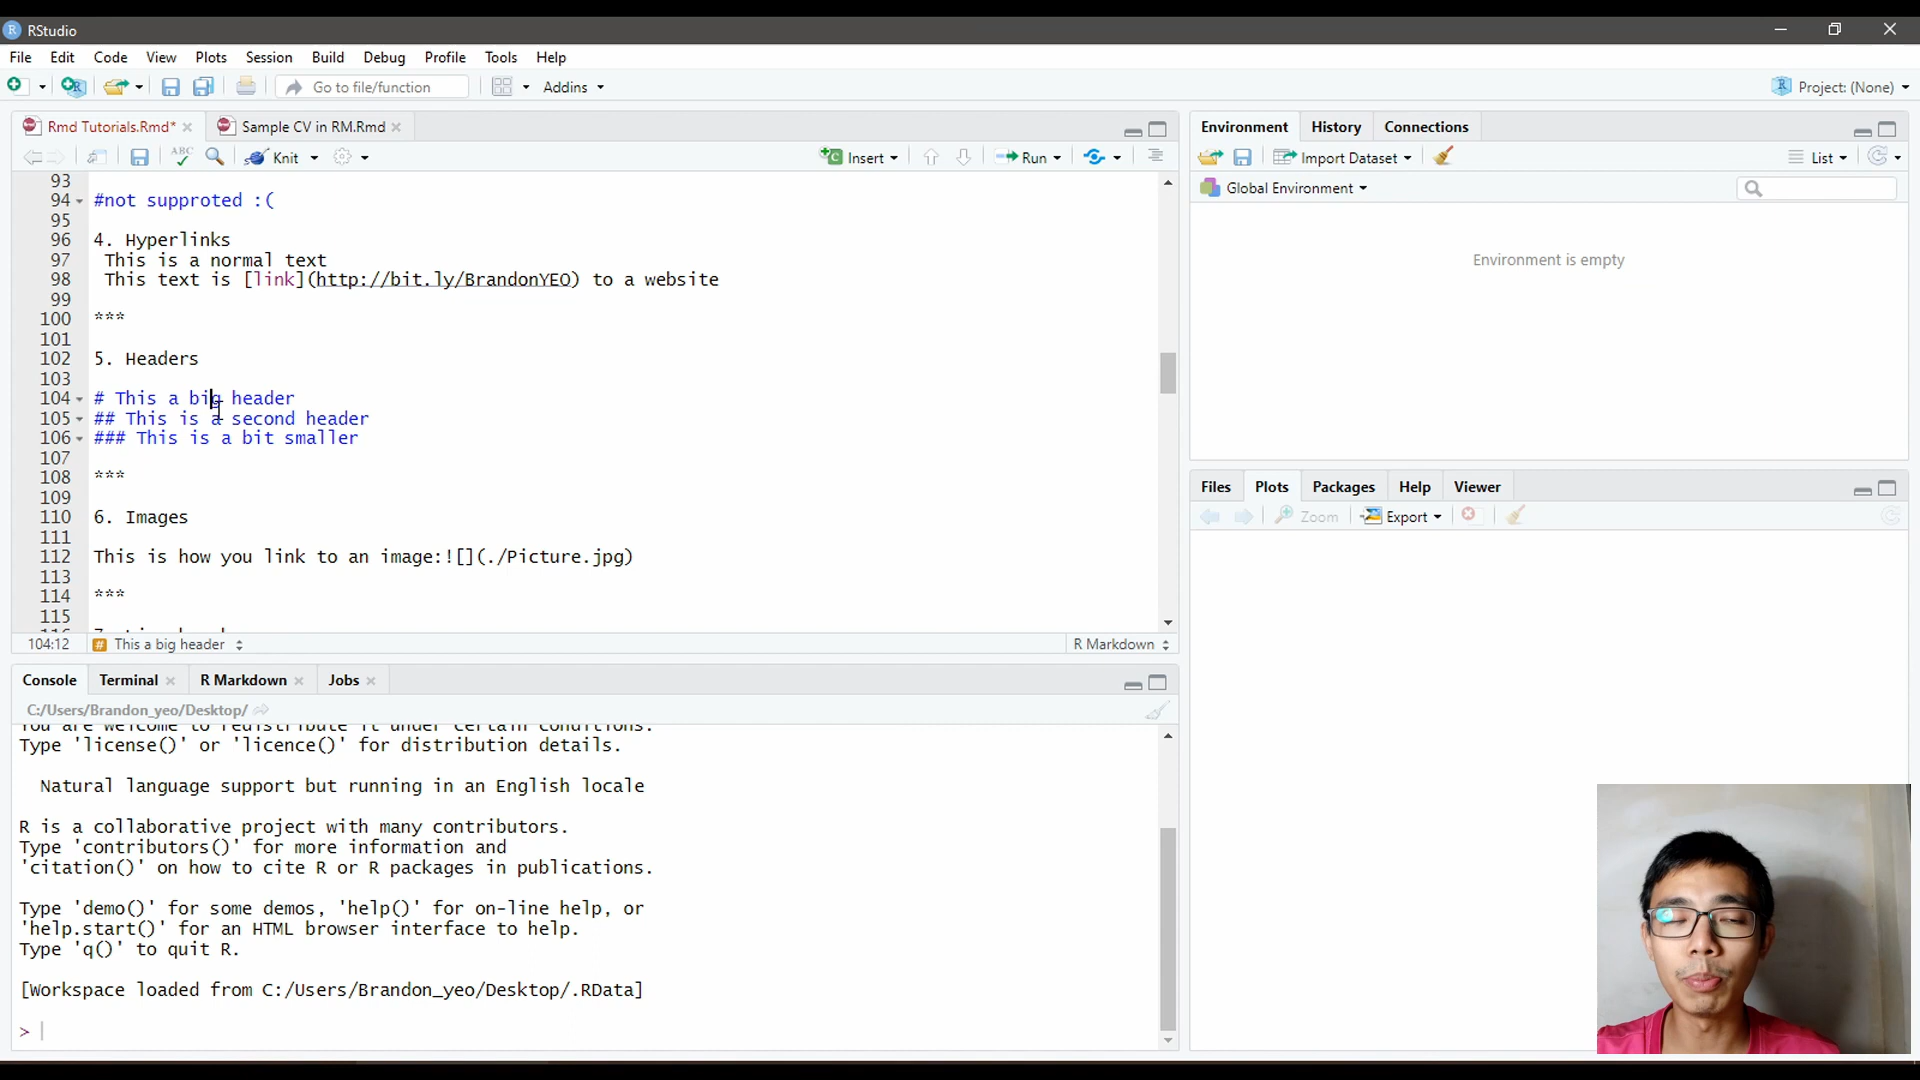 RStudio
File Edit Code View Plots Session Build Debug Profile Tools Help
Go to file/function Addins Project: (None)
Rmd Tutorials.Rmd* Sample CV in RM.Rmd
ABC Knit Insert Run
93
94 #not supproted :(
95
96 4. Hyperlinks
97 This is a normal text
98 This text is [link](http://bit.ly/BrandonYEO) to a website
99
100 ***
101
102 5. Headers
103
104 # This a big header
105 ## This is a second header
106 ### This is a bit smaller
107
108 ***
109
110 6. Images
111
112 This is how you link to an image:![](./Picture.jpg)
113
114 ***
115
104:12 # This a big header R Markdown
Console Terminal R Markdown Jobs
C:/Users/Brandon_yeo/Desktop/
You are welcome to redistribute it under certain conditions.
Type 'license()' or 'licence()' for distribution details.
Natural language support but running in an English locale
R is a collaborative project with many contributors.
Type 'contributors()' for more information and
'citation()' on how to cite R or R packages in publications.
Type 'demo()' for some demos, 'help()' for on-line help, or
'help.start()' for an HTML browser interface to help.
Type 'q()' to quit R.
[Workspace loaded from C:/Users/Brandon_yeo/Desktop/.RData]
>
Environment History Connections
Import Dataset List
Global Environment
Environment is empty
Files Plots Packages Help Viewer
Zoom Export